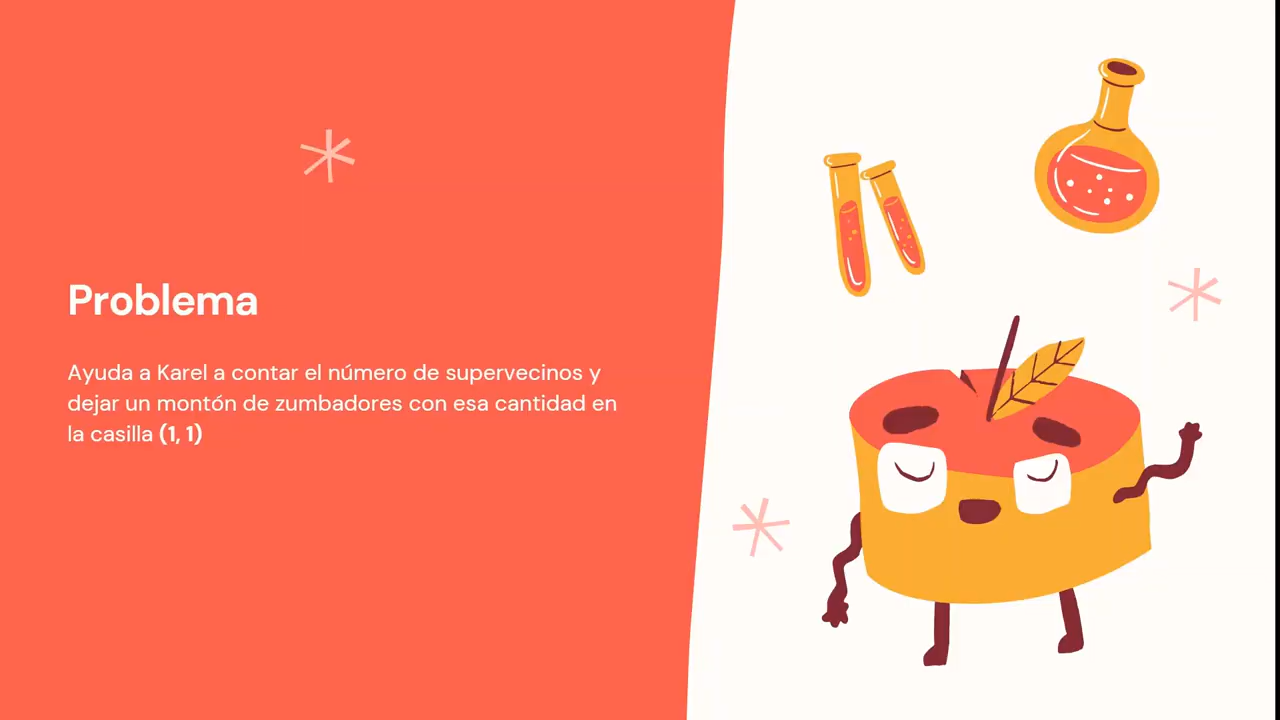 Problema
Ayuda a Karel a contar el número de supervecinos y
dejar un montón de zumbadores con esa cantidad en
la casilla (1, 1)